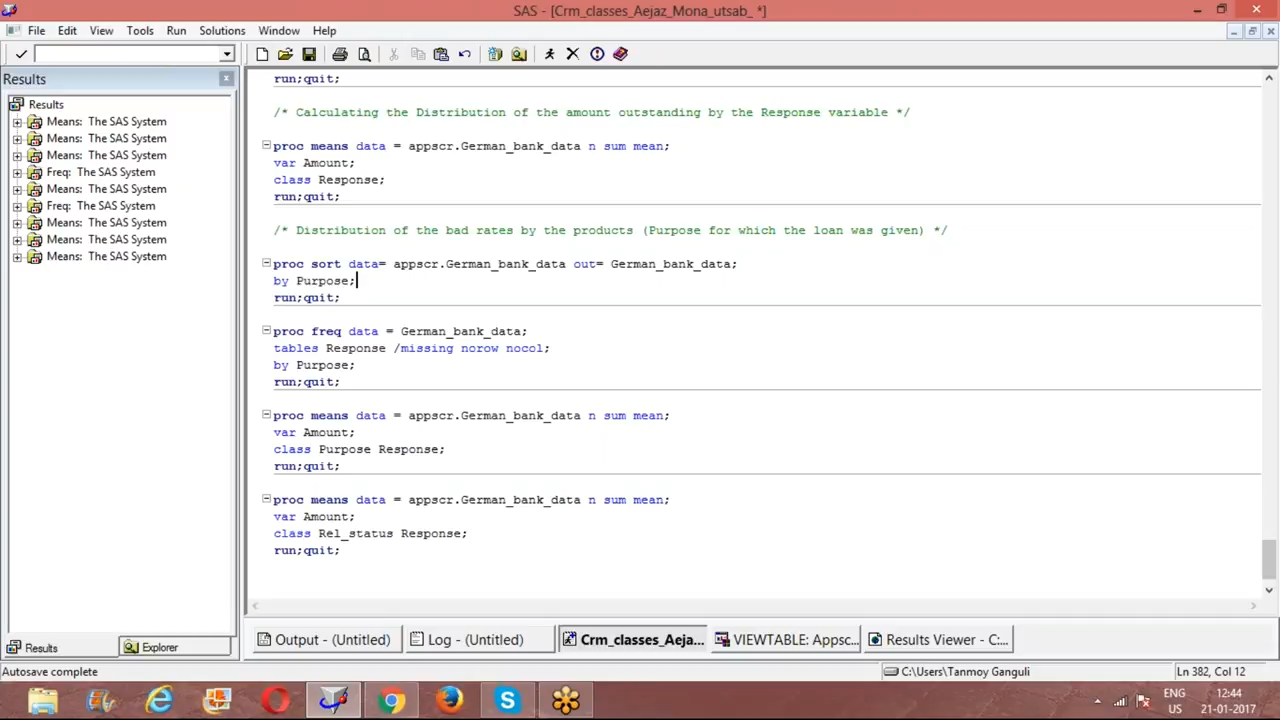 SAS - [Crm_classes_Aejaz_Mona_utsab_ *]
File Edit View Tools Run Solutions Window Help
Results
Results
Means: The SAS System
Means: The SAS System
Means: The SAS System
Freq: The SAS System
Means: The SAS System
Freq: The SAS System
Means: The SAS System
Means: The SAS System
Means: The SAS System
run;quit;
/* Calculating the Distribution of the amount outstanding by the Response variable */
proc means data = appscr.German_bank_data n sum mean;
var Amount;
class Response;
run;quit;
/* Distribution of the bad rates by the products (Purpose for which the loan was given) */
proc sort data= appscr.German_bank_data out= German_bank_data;
by Purpose;
run;quit;
proc freq data = German_bank_data;
tables Response /missing norow nocol;
by Purpose;
run;quit;
proc means data = appscr.German_bank_data n sum mean;
var Amount;
class Purpose Response;
run;quit;
proc means data = appscr.German_bank_data n sum mean;
var Amount;
class Rel_status Response;
run;quit;
Results Explorer
Output - (Untitled) Log - (Untitled) Crm_classes_Aeja... VIEWTABLE: Appsc... Results Viewer - C:...
Autosave complete C:\Users\Tanmoy Ganguli Ln 382, Col 12
ENG 12:44
US 21-01-2017